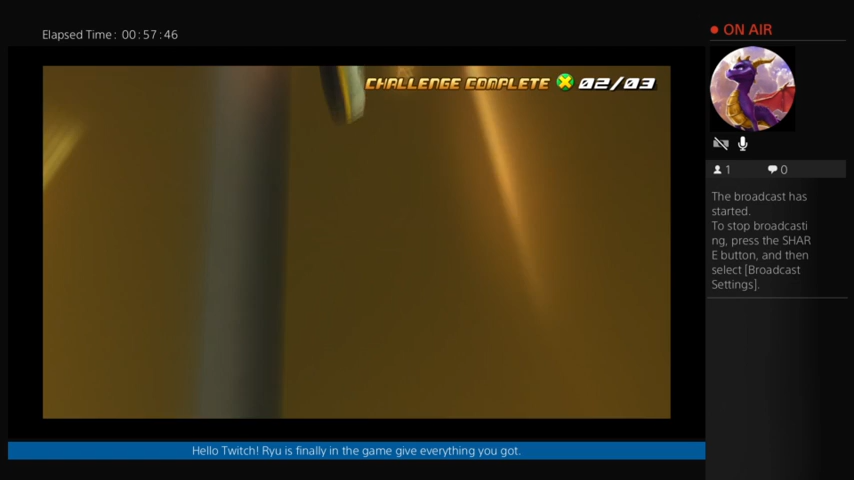 Elapsed Time: 00:57:46
ON AIR
CHALLENGE COMPLETE 02/03
1 0
The broadcast has
started.
To stop broadcasti
ng, press the SHAR
E button, and then
select [Broadcast
Settings].
Hello Twitch! Ryu is finally in the game give everything you got.